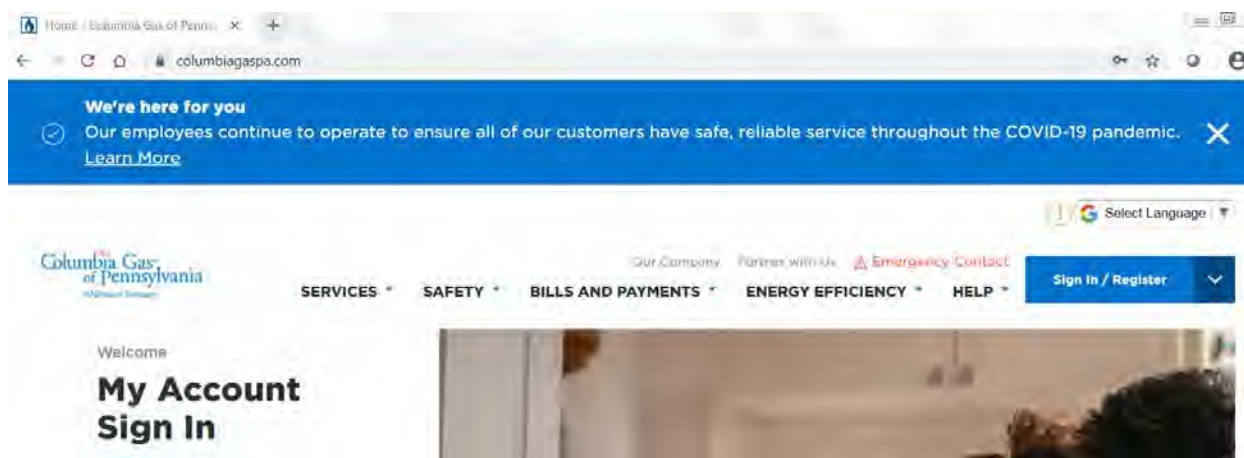 Home / Columbia Gas of Penns
columbiagaspa.com
We're here for you
Our employees continue to operate to ensure all of our customers have safe, reliable service throughout the COVID-19 pandemic.
Learn More
Select Language
Columbia Gas
of Pennsylvania
Our Company Partner with Us Emergency Contact
Sign In / Register
SERVICES SAFETY BILLS AND PAYMENTS ENERGY EFFICIENCY HELP
Welcome
My Account
Sign In